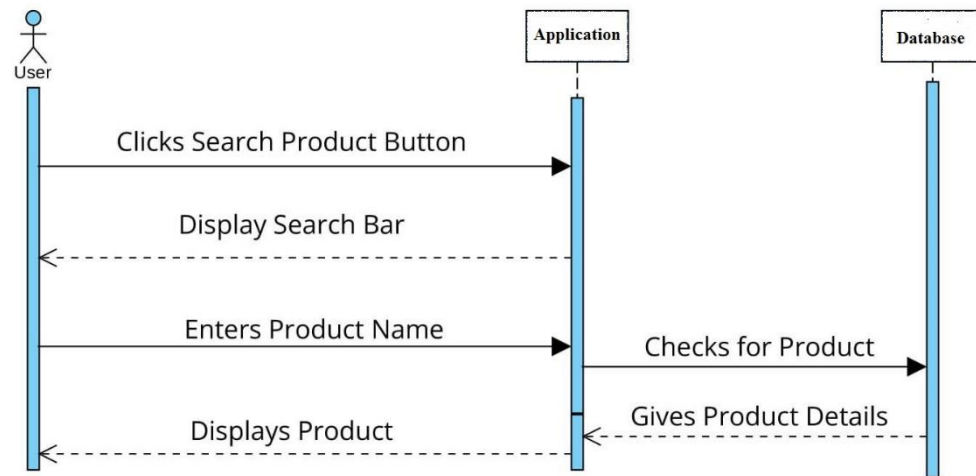 Application
Database
User
Clicks Search Product Button
Display Search Bar
Enters Product Name
Checks for Product
Gives Product Details
Displays Product